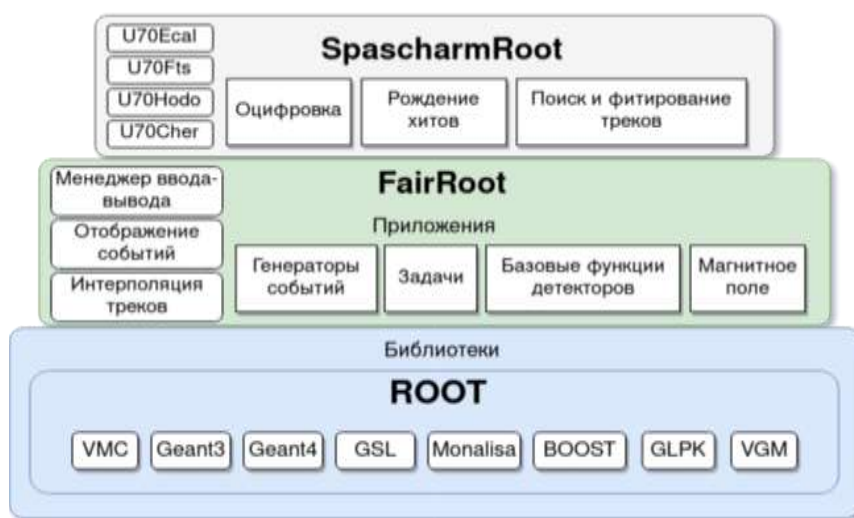 U70Ecal
U70Fts
U70Hodo
U70Cher
SpascharmRoot
Оцифровка
Рождение
хитов
Поиск и фитирование
треков
Менеджер ввода-
вывода
Отображение
событий
Интерполяция
треков
FairRoot
Приложения
Генераторы
событий
Задачи
Базовые функции
детекторов
Магнитное
поле
Библиотеки
ROOT
VMC
Geant3
Geant4
GSL
Monalisa
BOOST
GLPK
VGM